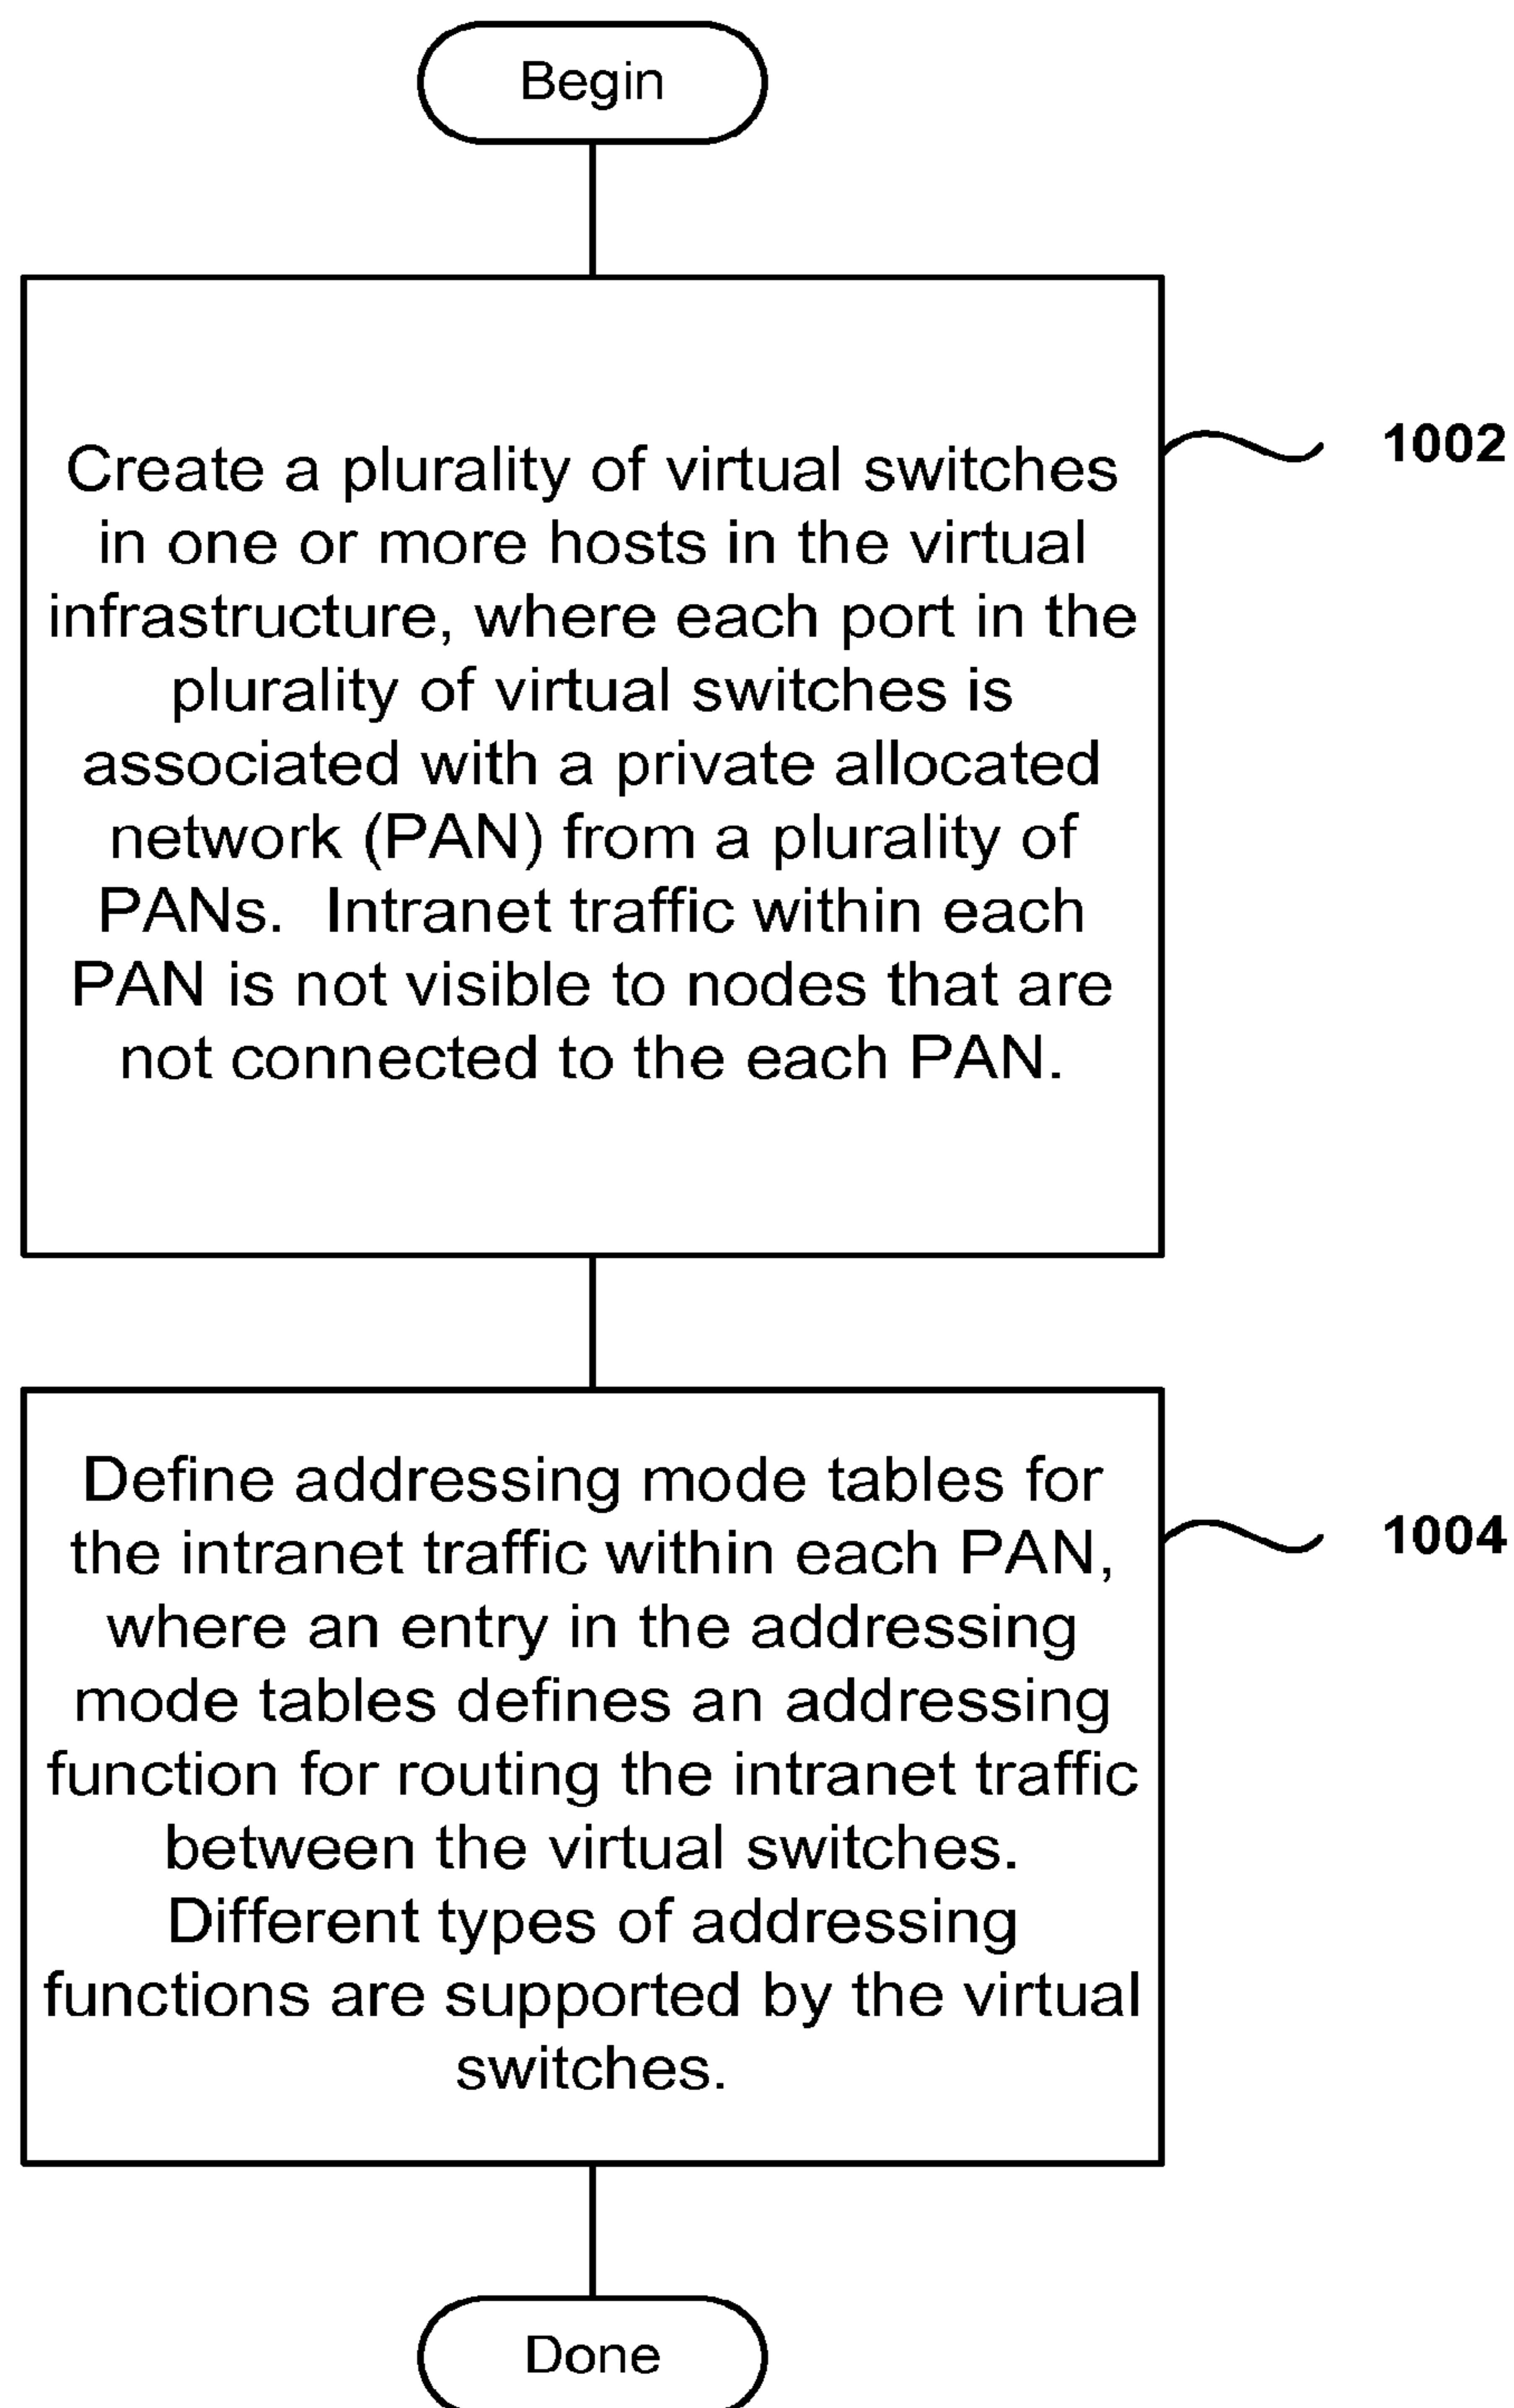 Begin
Create a plurality of virtual switches
in one or more hosts in the virtual
infrastructure, where each port in the
plurality of virtual switches is
associated with a private allocated
network (PAN) from a plurality of
PANs.  Intranet traffic within each
PAN is not visible to nodes that are
not connected to the each PAN.
1002
Define addressing mode tables for
the intranet traffic within each PAN,
where an entry in the addressing
mode tables defines an addressing
function for routing the intranet traffic
between the virtual switches.
Different types of addressing
functions are supported by the virtual
switches.
1004
Done